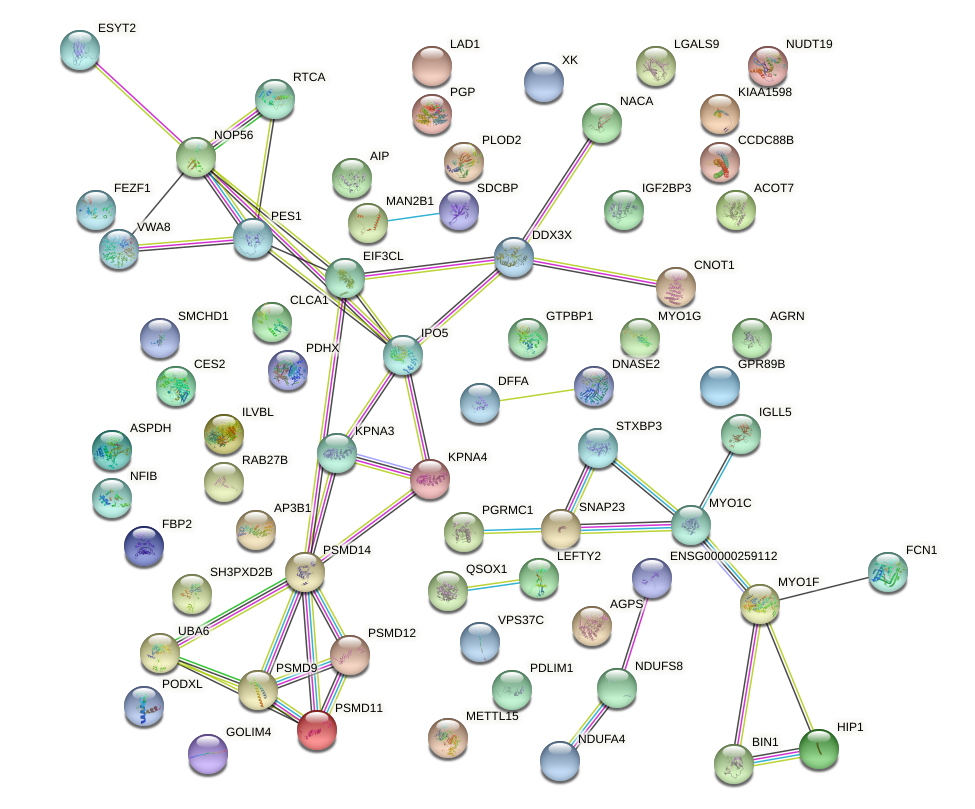 ESYT2
LAD1
LGALS9
NUDT19
XK
RTCA
PGP
KIAA1598
NACA
NOP56
PLOD2
CCDC88B
AIP
FEZF1
MAN2B1
SDCBP
IGF2BP3
ACOT7
VWA8
PES1
DDX3X
EIF3CL
CNOT1
CLCA1
SMCHD1
GTPBP1
MYO1G
AGRN
IPO5
PDHX
CES2
DNASE2
GPR89B
DFFA
ILVBL
IGLL5
ASPDH
STXBP3
KPNA3
KPNA4
RAB27B
NFIB
MYO1C
PGRMC1
SNAP23
AP3B1
FBP2
PSMD14
LEFTY2
ENSG00000259112
FCN1
QSOX1
SH3PXD2B
MYO1F
AGPS
VPS37C
UBA6
PSMD12
PSMD9
PDLIM1
NDUFS8
PODXL
PSMD11
METTL15
GOLIM4
NDUFA4
BIN1
HIP1